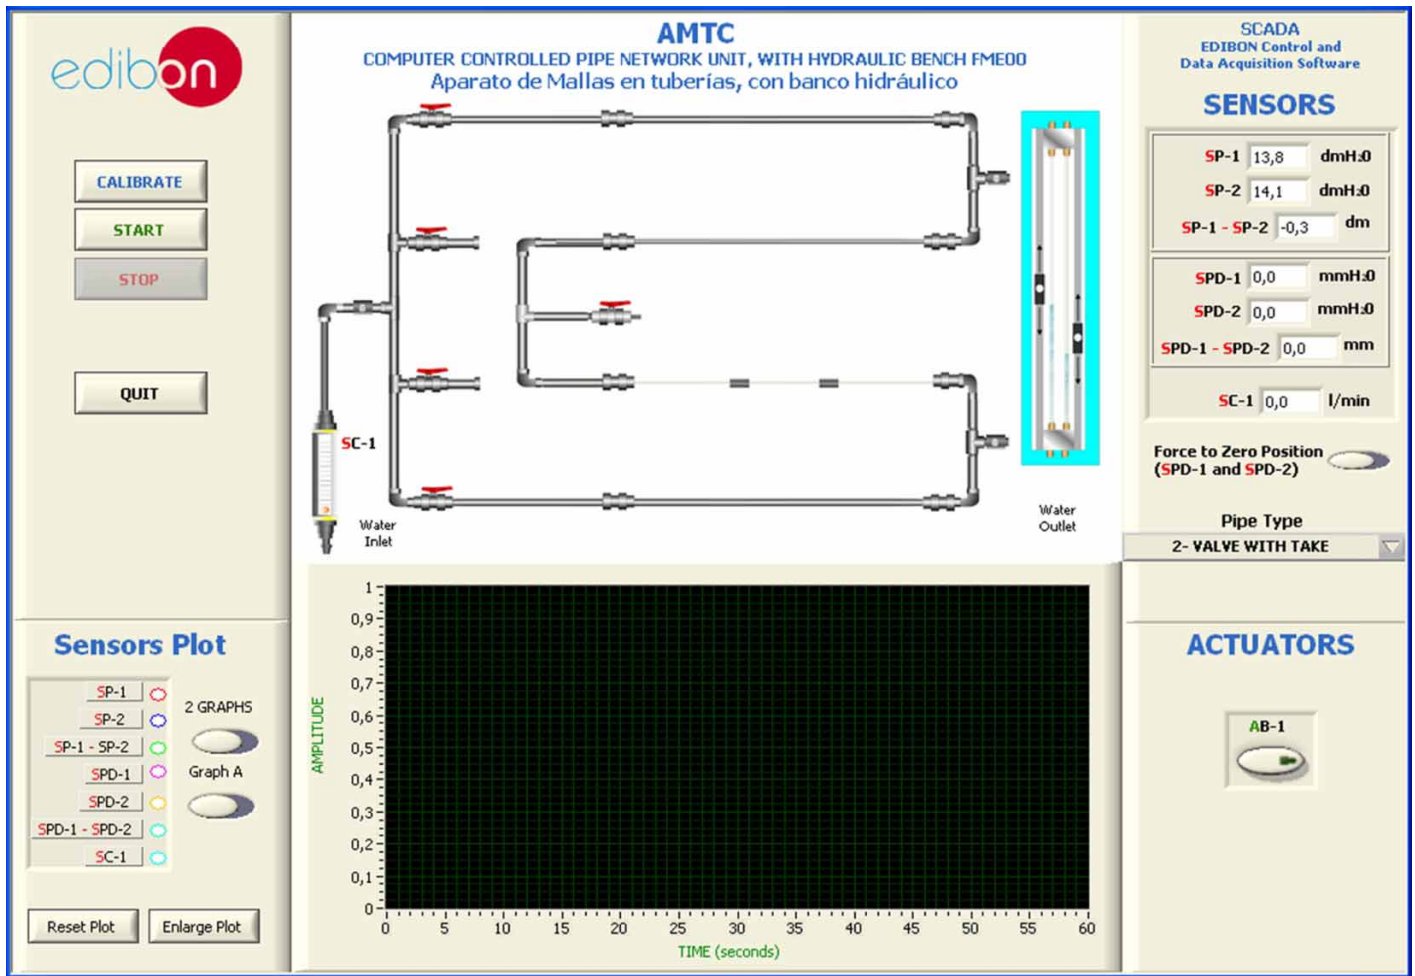 edibon
CALIBRATE
START
STOP
QUIT
AMTC
COMPUTER CONTROLLED PIPE NETWORK UNIT, WITH HYDRAULIC BENCH FME00
Aparato de Mallas en tuberías, con banco hidráulico
SC-1
Water
Inlet
Water
Outlet
SCADA
EDIBON Control and
Data Acquisition Software
SENSORS
SP-1 13,8 dmH₂0
SP-2 14,1 dmH₂0
SP-1 - SP-2 -0,3 dm
SPD-1 0,0 mmH₂0
SPD-2 0,0 mmH₂0
SPD-1 - SPD-2 0,0 mm
SC-1 0,0 l/min
Force to Zero Position
(SPD-1 and SPD-2)
Pipe Type
2- VALVE WITH TAKE
Sensors Plot
SP-1
SP-2
SP-1 - SP-2
SPD-1
SPD-2
SPD-1 - SPD-2
SC-1
2 GRAPHS
Graph A
Reset Plot
Enlarge Plot
AMPLITUDE
1
0,9
0,8
0,7
0,6
0,5
0,4
0,3
0,2
0,1
0
0 5 10 15 20 25 30 35 40 45 50 55 60
TIME (seconds)
ACTUATORS
AB-1